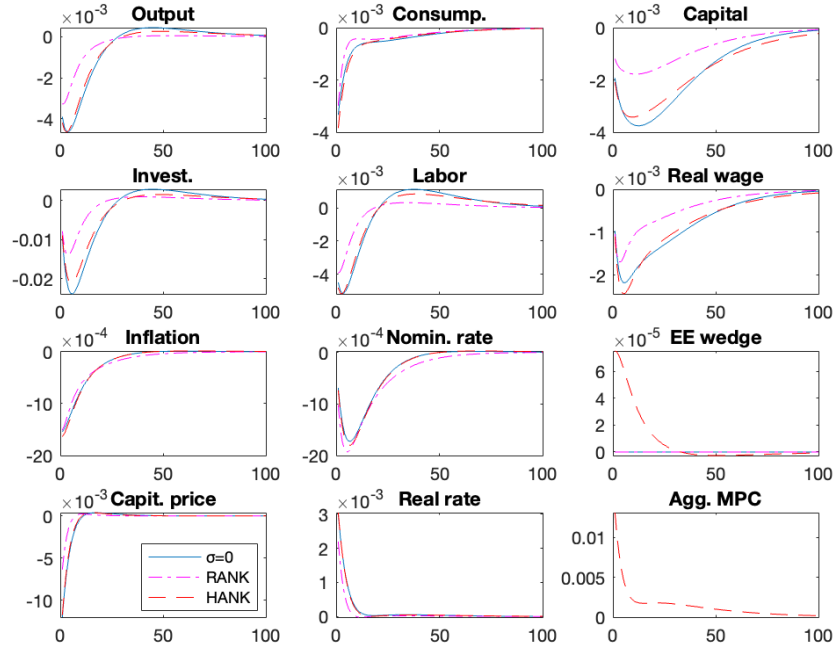 ×10⁻³ Output
0
-2
-4
0 50 100
×10⁻³ Consump.
0
-2
-4
0 50 100
×10⁻³ Capital
0
-2
-4
0 50 100
Invest.
0
-0.01
-0.02
0 50 100
×10⁻³ Labor
0
-2
-4
0 50 100
×10⁻³ Real wage
0
-1
-2
0 50 100
×10⁻⁴ Inflation
0
-10
-20
0 50 100
×10⁻⁴ Nomin. rate
0
-10
-20
0 50 100
×10⁻⁵ EE wedge
6
4
2
0
0 50 100
×10⁻³ Capit. price
0
-5
-10
0 50 100
σ=0
RANK
HANK
×10⁻³ Real rate
3
2
1
0
0 50 100
Agg. MPC
0.01
0.005
0
0 50 100